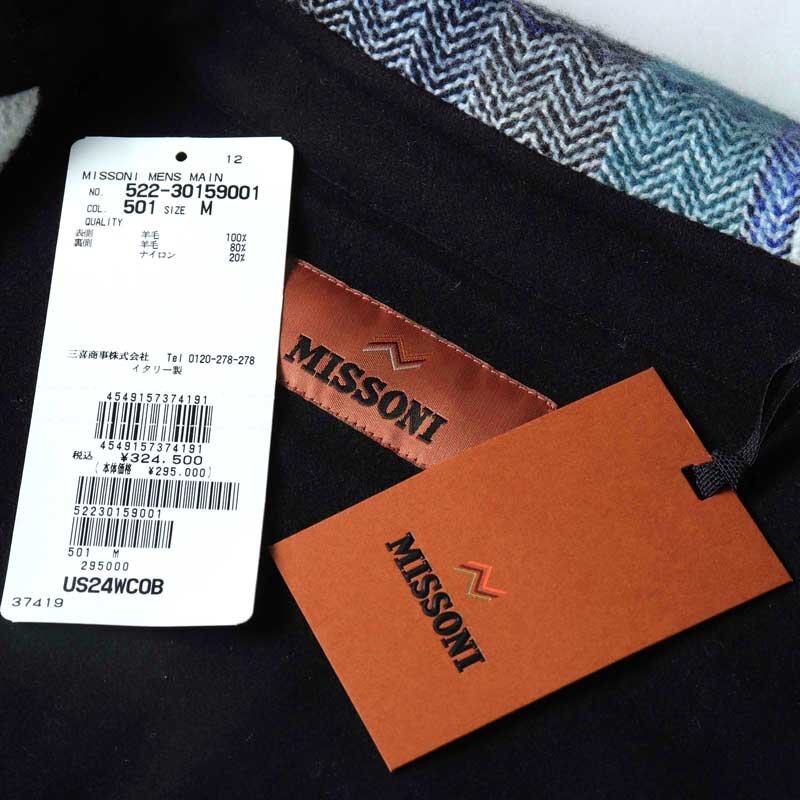 12
MISSONI MENS MAIN
NO. 522-30159001
COL. 501 SIZE M
QUALITY
表側 羊毛 100%
裏側 羊毛 80%
ナイロン 20%
三喜商事株式会社 Tel 0120-278-278
イタリー製
4549157374191
4549157374191
税込 ¥324.500
(本体価格 ¥295.000)
52230159001
501 M
295000
US24WCOB
37419
MISSONI
MISSONI